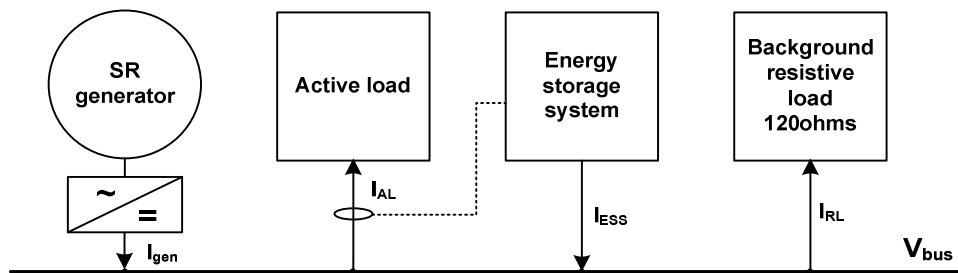 SR
generator
~
=
I_gen
Active load
I_AL
Energy
storage
system
I_ESS
Background
resistive
load
120ohms
I_RL
V_bus